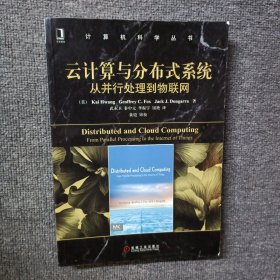 计算机科学丛书
云计算与分布式系统
从并行处理到物联网
(美) Kai Hwang, Geoffrey C. Fox, Jack J. Dongarra 著
Distributed and Cloud Computing
From Parallel Processing to the Internet of Things
Distributed and Cloud Computing
机械工业出版社